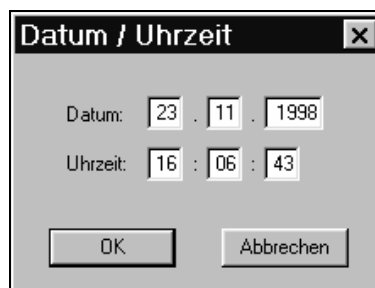 Datum / Uhrzeit
Datum: 23 . 11 . 1998
Uhrzeit: 16 : 06 : 43
OK Abbrechen